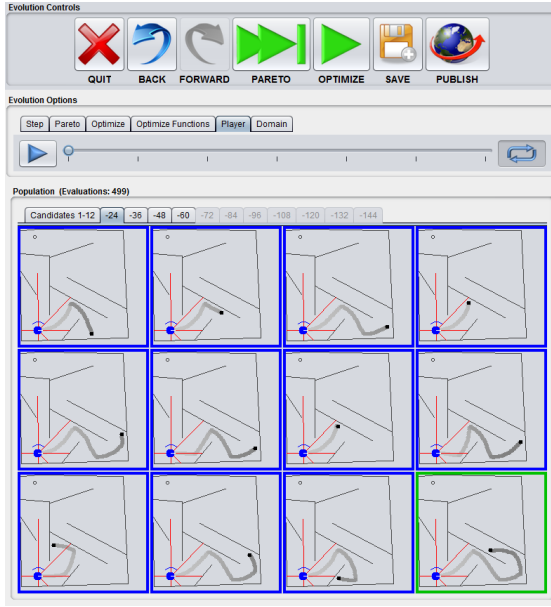 Evolution Controls
QUIT BACK FORWARD PARETO OPTIMIZE SAVE PUBLISH
Evolution Options
Step Pareto Optimize Optimize Functions Player Domain
Population (Evaluations: 499)
Candidates 1-12 -24 -36 -48 -60 -72 -84 -96 -108 -120 -132 -144